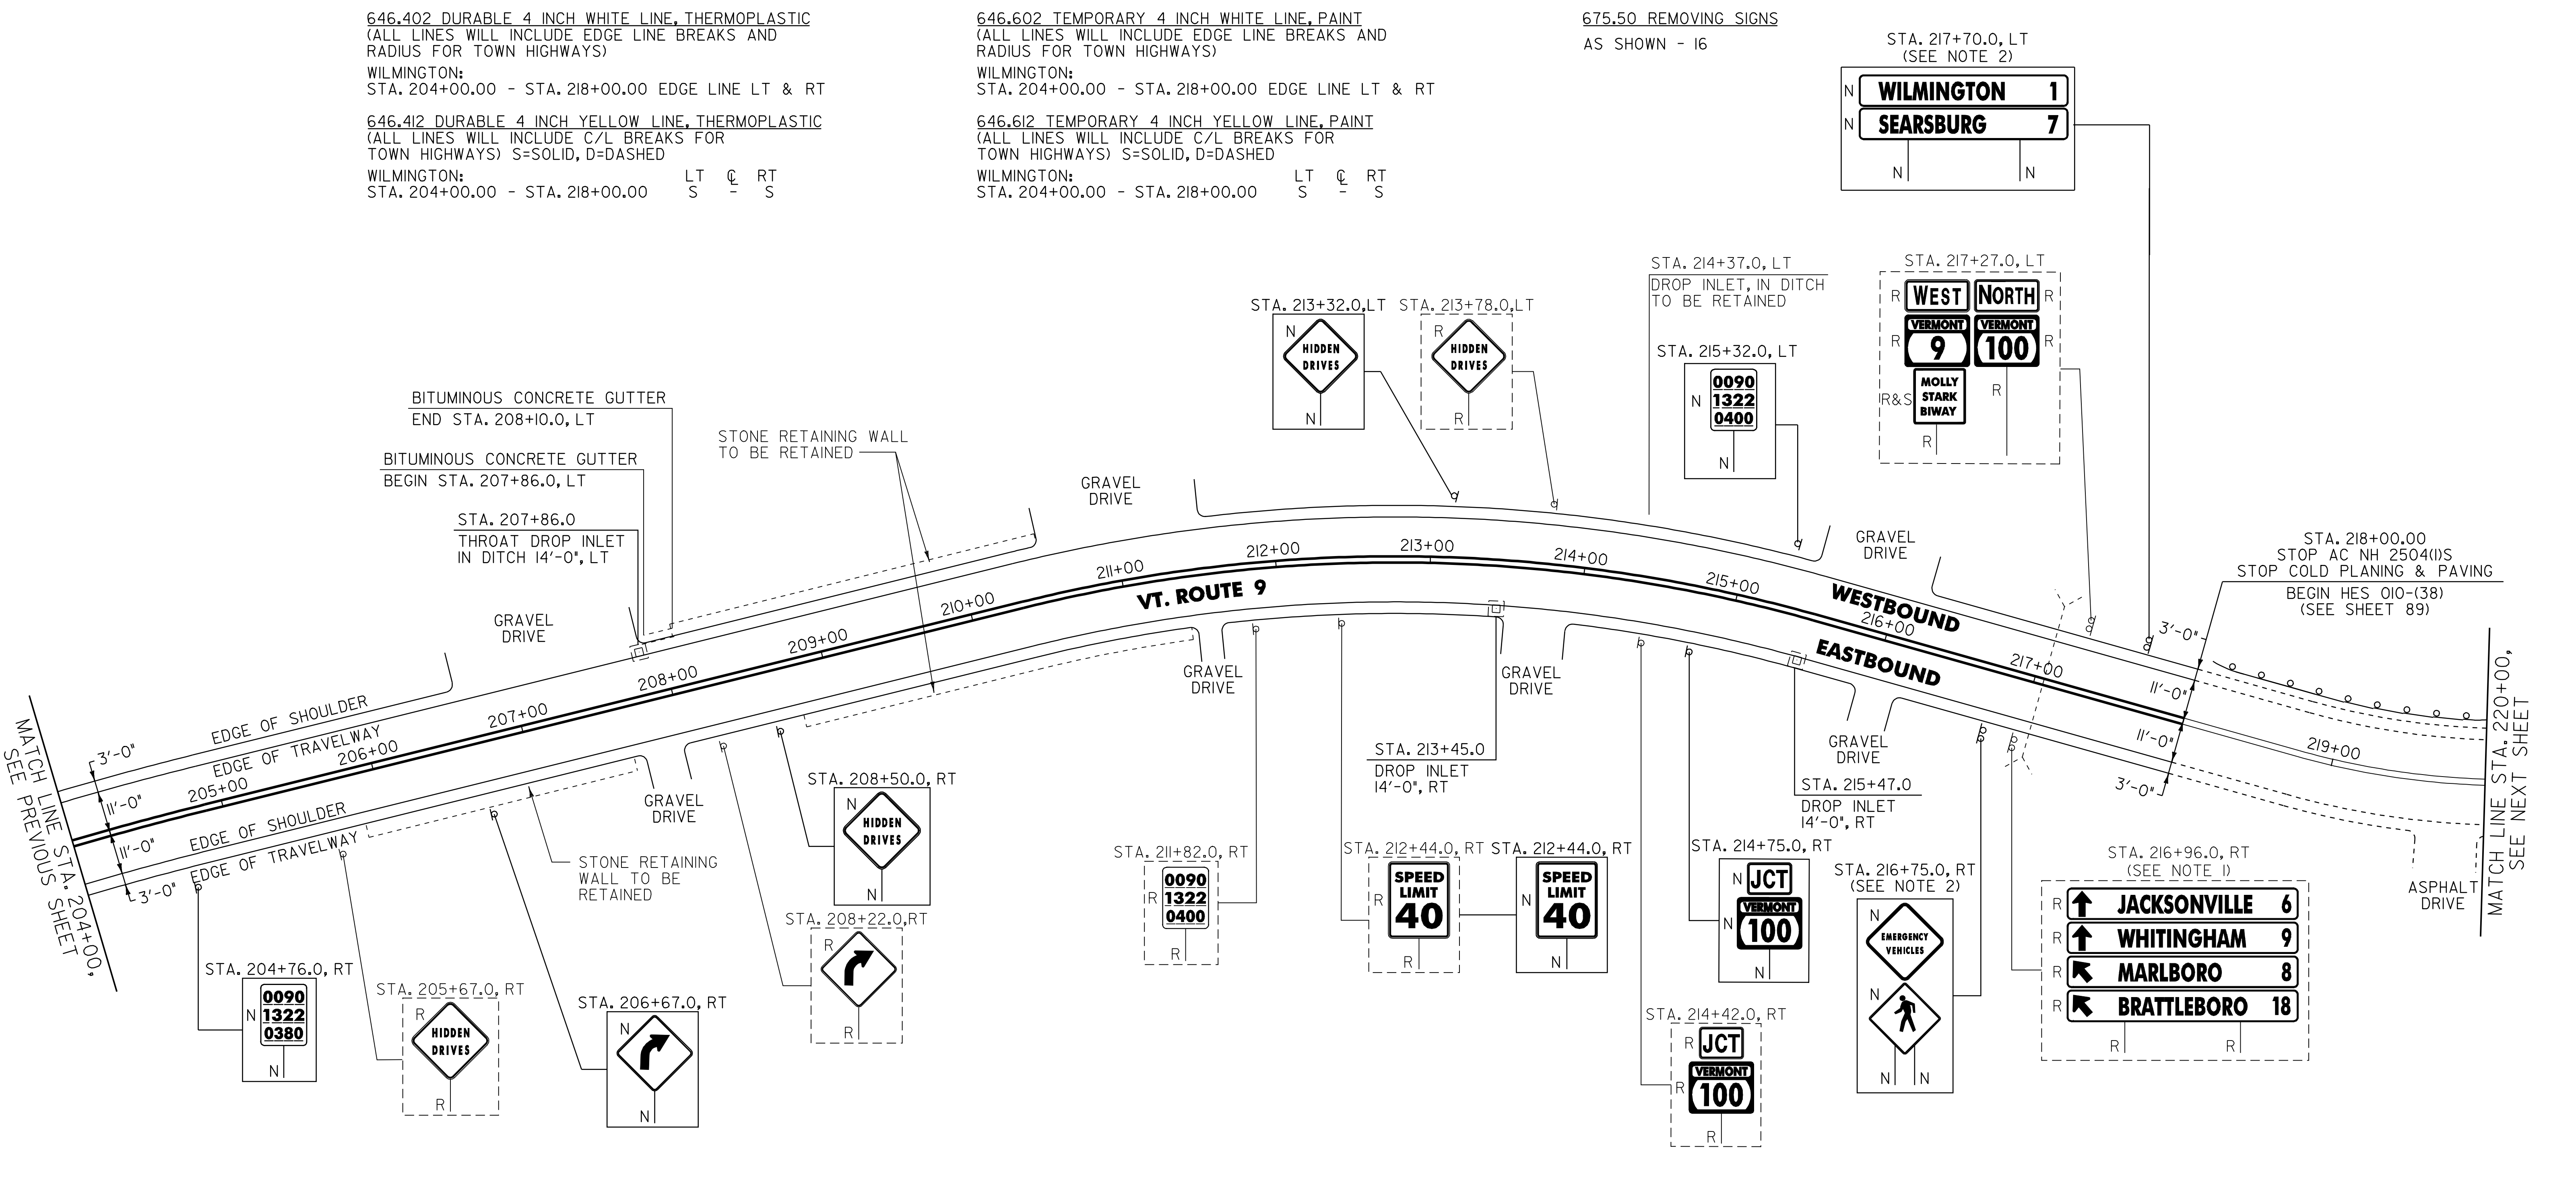 646.402 DURABLE 4 INCH WHITE LINE, THERMOPLASTIC
(ALL LINES WILL INCLUDE EDGE LINE BREAKS AND
RADIUS FOR TOWN HIGHWAYS)
WILMINGTON:
STA. 204+00.00 - STA. 218+00.00 EDGE LINE LT & RT
646.412 DURABLE 4 INCH YELLOW LINE, THERMOPLASTIC
(ALL LINES WILL INCLUDE C/L BREAKS FOR
TOWN HIGHWAYS) S=SOLID, D=DASHED
WILMINGTON: LT ℄ RT
STA. 204+00.00 - STA. 218+00.00 S - S
646.602 TEMPORARY 4 INCH WHITE LINE, PAINT
(ALL LINES WILL INCLUDE EDGE LINE BREAKS AND
RADIUS FOR TOWN HIGHWAYS)
WILMINGTON:
STA. 204+00.00 - STA. 218+00.00 EDGE LINE LT & RT
646.612 TEMPORARY 4 INCH YELLOW LINE, PAINT
(ALL LINES WILL INCLUDE C/L BREAKS FOR
TOWN HIGHWAYS) S=SOLID, D=DASHED
WILMINGTON: LT ℄ RT
STA. 204+00.00 - STA. 218+00.00 S - S
675.50 REMOVING SIGNS
AS SHOWN - 16
STA. 217+70.0, LT
(SEE NOTE 2)
N WILMINGTON 1
N SEARSBURG 7
N N
STA. 217+27.0, LT
R WEST NORTH R
VERMONT VERMONT
R 9 100 R
R&S MOLLY
STARK
BIWAY
R
R
STA. 214+37.0, LT
DROP INLET, IN DITCH
TO BE RETAINED
STA. 215+32.0, LT
0090
N 1322
0400
N
STA. 213+32.0,LT
N
HIDDEN
DRIVES
N
STA. 213+78.0,LT
R
HIDDEN
DRIVES
R
BITUMINOUS CONCRETE GUTTER
END STA. 208+10.0, LT
BITUMINOUS CONCRETE GUTTER
BEGIN STA. 207+86.0, LT
STA. 207+86.0
THROAT DROP INLET
IN DITCH 14'-0", LT
STONE RETAINING WALL
TO BE RETAINED
GRAVEL
DRIVE
GRAVEL
DRIVE
GRAVEL
DRIVE
STA. 218+00.00
STOP AC NH 2504(1)S
STOP COLD PLANING & PAVING
BEGIN HES 010-(38)
(SEE SHEET 89)
MATCH LINE STA. 204+00,
SEE PREVIOUS SHEET
3'-0"
11'-0"
11'-0"
3'-0"
EDGE OF SHOULDER
EDGE OF TRAVELWAY
EDGE OF SHOULDER
EDGE OF TRAVELWAY
205+00
206+00
207+00
208+00
209+00
210+00
211+00
212+00
213+00
214+00
215+00
216+00
217+00
219+00
VT. ROUTE 9
WESTBOUND
EASTBOUND
3'-0"
11'-0"
11'-0"
3'-0"
MATCH LINE STA. 220+00,
SEE NEXT SHEET
ASPHALT
DRIVE
GRAVEL
DRIVE
GRAVEL
DRIVE
GRAVEL
DRIVE
GRAVEL
DRIVE
STONE RETAINING
WALL TO BE
RETAINED
STA. 213+45.0
DROP INLET
14'-0", RT
STA. 215+47.0
DROP INLET
14'-0", RT
STA. 204+76.0, RT
0090
N 1322
0380
N
STA. 205+67.0, RT
R
HIDDEN
DRIVES
R
STA. 206+67.0, RT
N
N
STA. 208+50.0, RT
N
HIDDEN
DRIVES
N
STA. 208+22.0,RT
R
R
STA. 211+82.0, RT
0090
R 1322
0400
R
STA. 212+44.0, RT
SPEED
R LIMIT
40
R
STA. 212+44.0, RT
SPEED
N LIMIT
40
N
STA. 214+75.0, RT
N JCT
VERMONT
N 100
N
STA. 214+42.0, RT
R JCT
VERMONT
R 100
R
STA. 216+75.0, RT
(SEE NOTE 2)
N
EMERGENCY
VEHICLES
N
N N
STA. 216+96.0, RT
(SEE NOTE 1)
R JACKSONVILLE 6
R WHITINGHAM 9
R MARLBORO 8
R BRATTLEBORO 18
R R